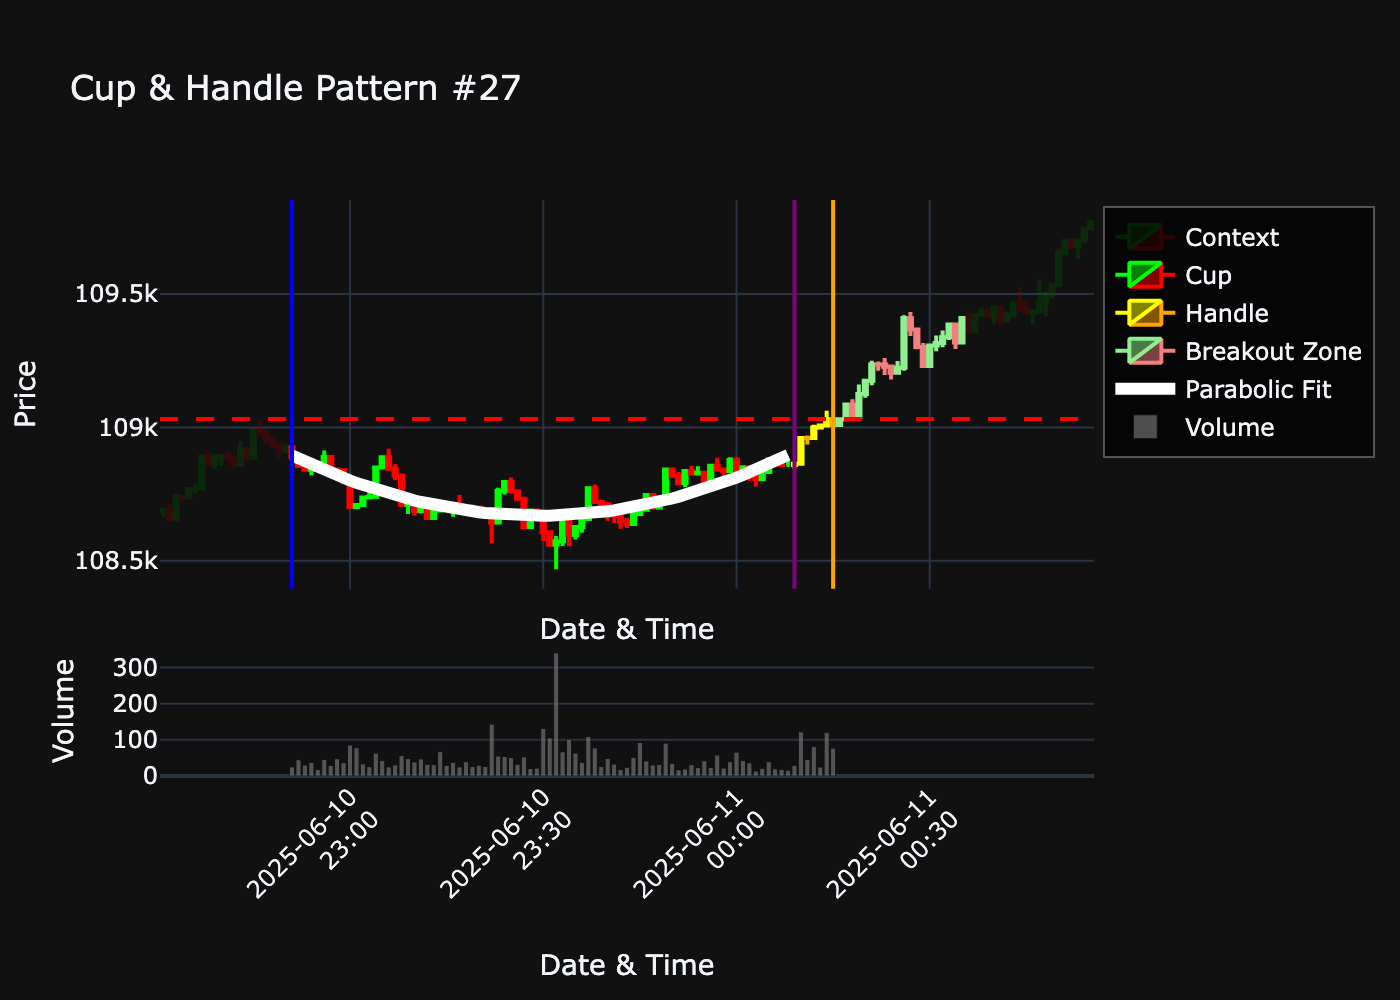 Cup & Handle Pattern #27
Price
109.5k
109k
108.5k
Context
Cup
Handle
Breakout Zone
Parabolic Fit
Volume
Date & Time
Volume
300
200
100
0
2025-06-10
23:00
2025-06-10
23:30
2025-06-11
00:00
2025-06-11
00:30
Date & Time